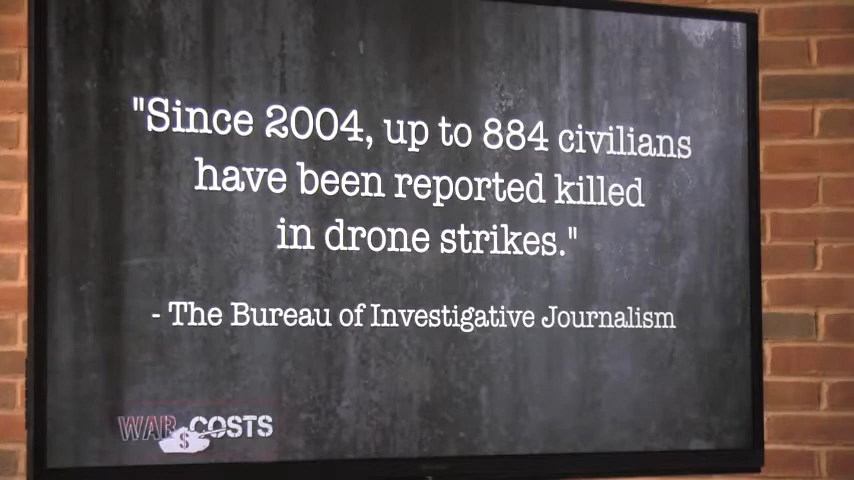 "Since 2004, up to 884 civilians
have been reported killed
in drone strikes."
- The Bureau of Investigative Journalism
WAR COSTS
$